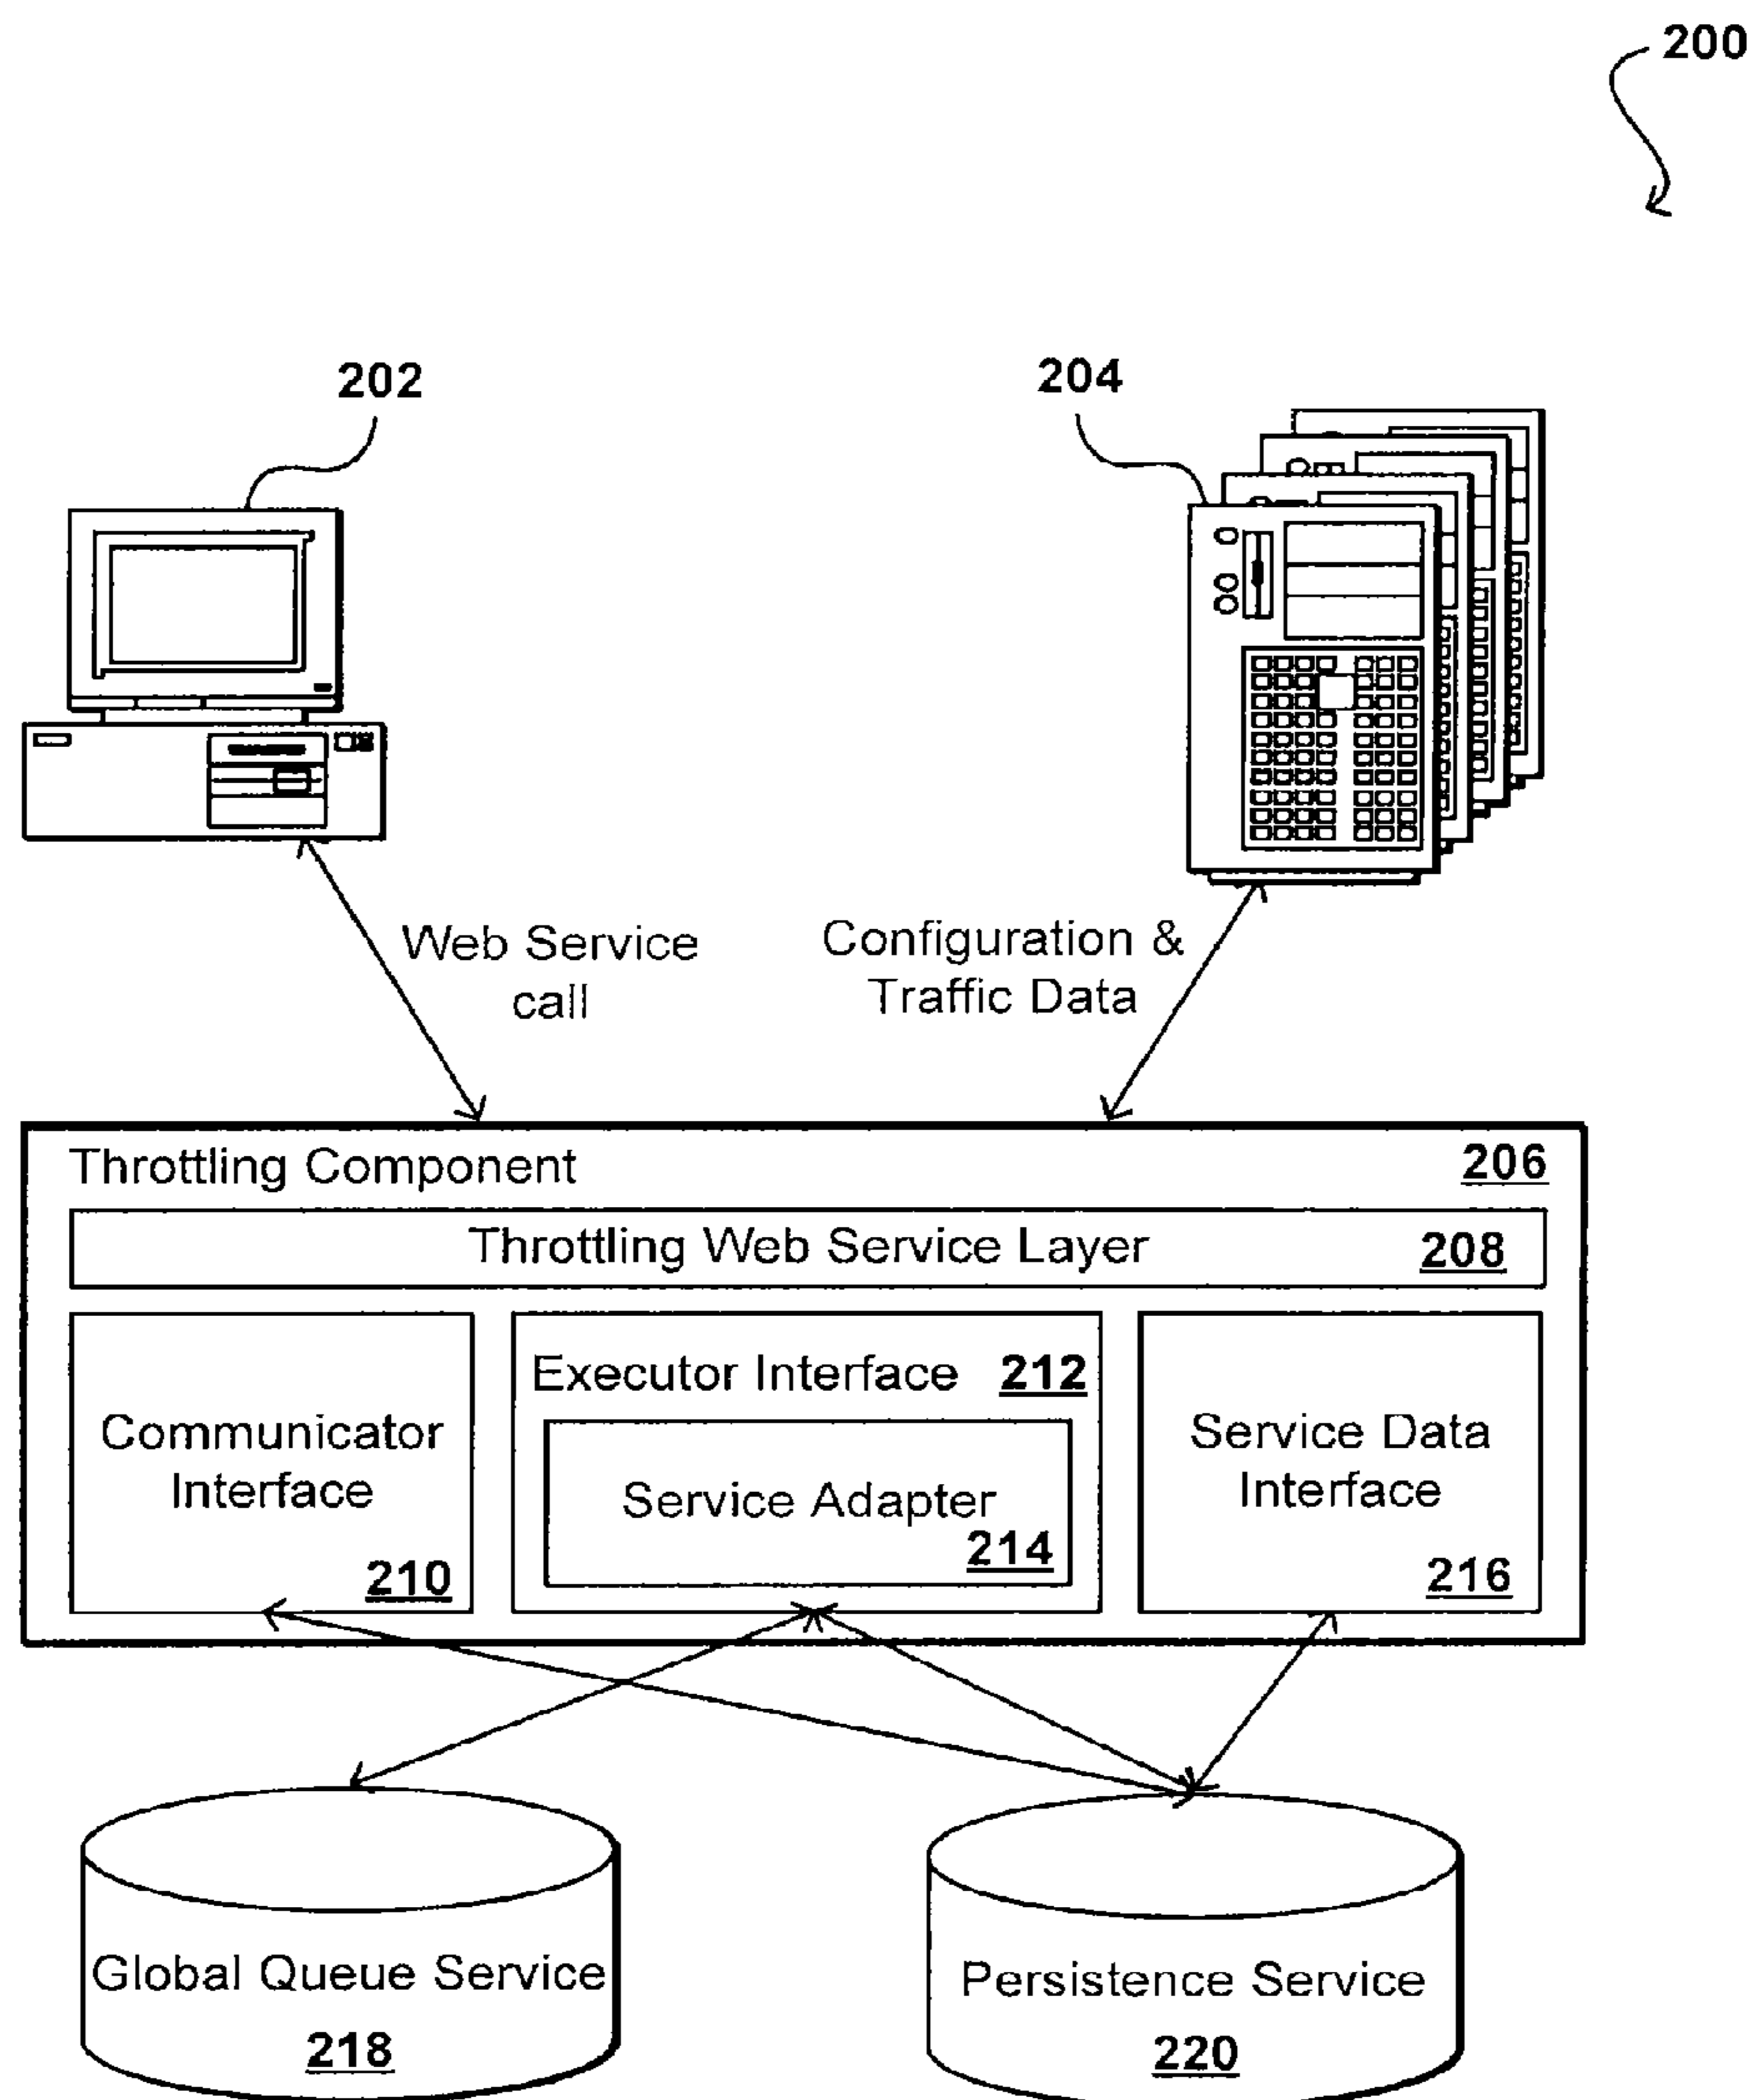 200
202
204
Web Service
call
Configuration &
Traffic Data
Throttling Component
206
Throttling Web Service Layer
208
Communicator
Interface
210
Executor Interface
212
Service Adapter
214
Service Data
Interface
216
Global Queue Service
218
Persistence Service
220